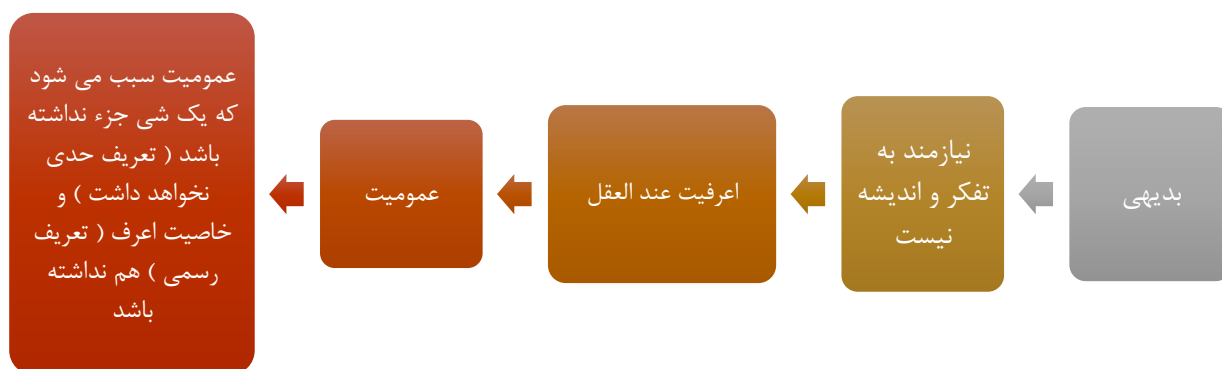 بدیهی
نیازمند به
تفکر و اندیشه
نیست
اعرفیت عند العقل
عمومیت
عمومیت سبب می شود
که یک شی جزء نداشته
باشد ( تعریف حدی
نخواهد داشت ) و
خاصیت اعرف ( تعریف
رسمی ) هم نداشته
باشد